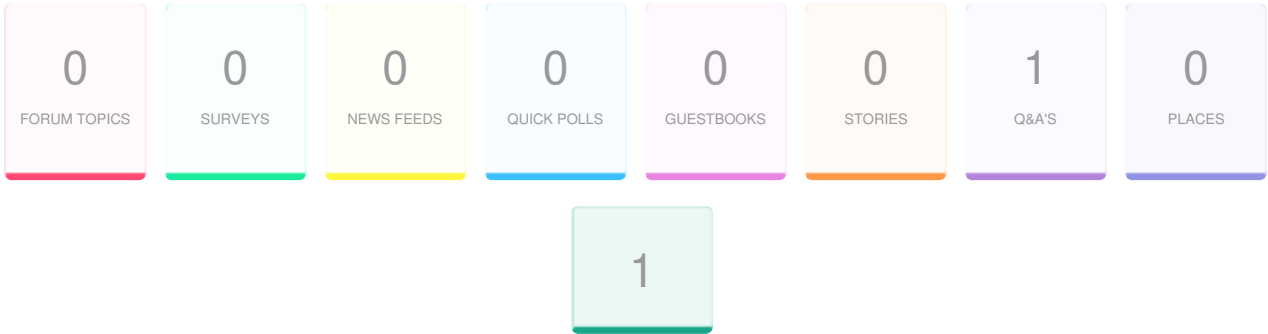 0 0 0 0 0 0 1 0
FORUM TOPICS SURVEYS NEWS FEEDS QUICK POLLS GUESTBOOKS STORIES Q&A'S PLACES
1